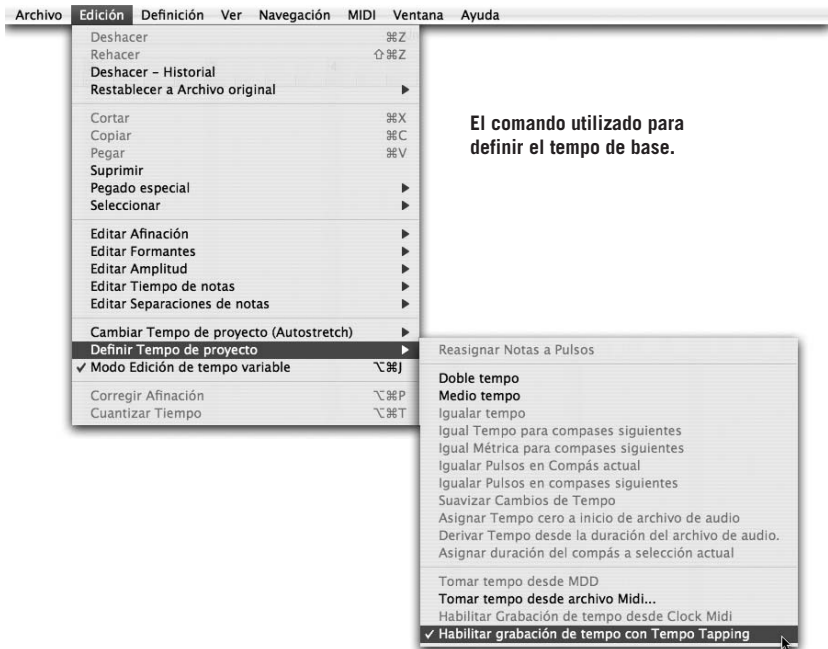 Archivo Edición Definición Ver Navegación MIDI Ventana Ayuda
Deshacer ⌘Z
Rehacer ⇧⌘Z
Deshacer – Historial
Restablecer a Archivo original ▶
Cortar ⌘X
Copiar ⌘C
Pegar ⌘V
Suprimir
Pegado especial ▶
Seleccionar ▶
Editar Afinación ▶
Editar Formantes ▶
Editar Amplitud ▶
Editar Tiempo de notas ▶
Editar Separaciones de notas ▶
Cambiar Tempo de proyecto (Autostretch) ▶
Definir Tempo de proyecto ▶
✓ Modo Edición de tempo variable ⌥⌘J
Corregir Afinación ⌥⌘P
Cuantizar Tiempo ⌥⌘T
El comando utilizado para
definir el tempo de base.
Reasignar Notas a Pulsos
Doble tempo
Medio tempo
Igualar tempo
Igual Tempo para compases siguientes
Igual Métrica para compases siguientes
Igualar Pulsos en Compás actual
Igualar Pulsos en compases siguientes
Suavizar Cambios de Tempo
Asignar Tempo cero a inicio de archivo de audio
Derivar Tempo desde la duración del archivo de audio.
Asignar duración del compás a selección actual
Tomar tempo desde MDD
Tomar tempo desde archivo Midi...
Habilitar Grabación de tempo desde Clock Midi
✓ Habilitar grabación de tempo con Tempo Tapping